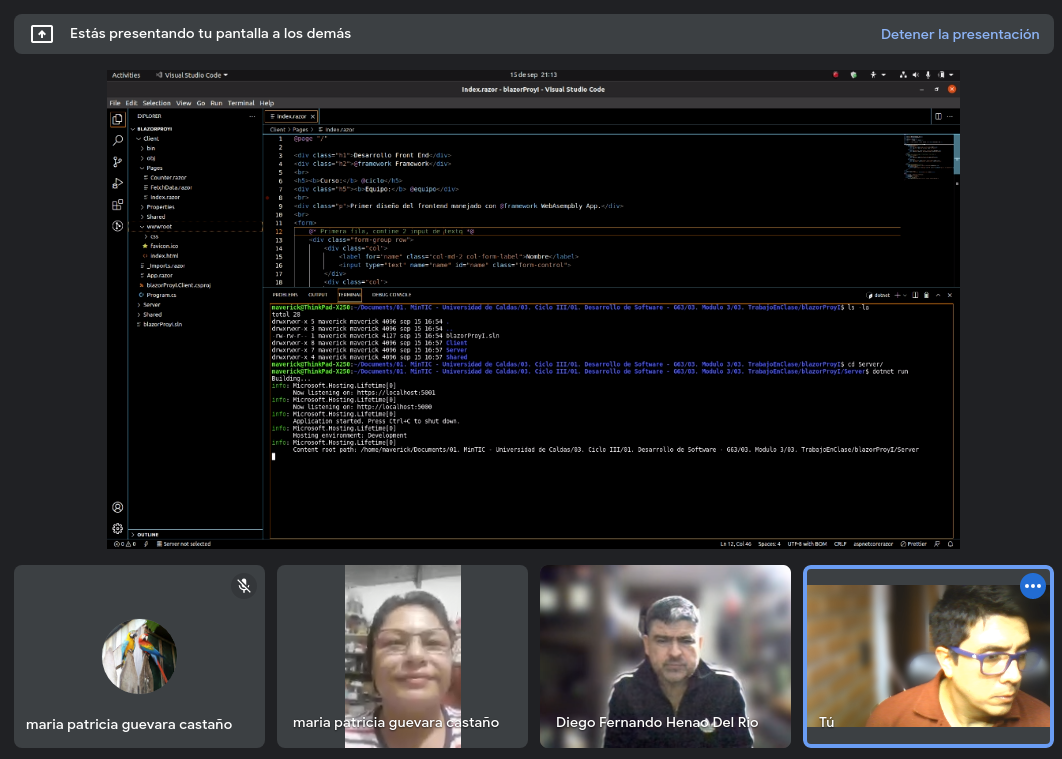 Estás presentando tu pantalla a los demás
Detener la presentación
Activities
Visual Studio Code
15 de sep 21:13
Index.razor - blazorProyI - Visual Studio Code
File Edit Selection View Go Run Terminal Help
EXPLORER
Index.razor
BLAZORPROYI
Client > Pages > Index.razor
Client
bin
obj
Pages
Counter.razor
FetchData.razor
Index.razor
Properties
Shared
wwwroot
css
favicon.ico
index.html
_Imports.razor
App.razor
blazorProyI.Client.csproj
Program.cs
Server
Shared
blazorProyI.sln
OUTLINE
1 @page "/"
2
3 <div class="h1">Desarrollo Front End</div>
4 <div class="h2">@framework Framework</div>
5 <br>
6 <h5><b>Curso:</b> @ciclo</h5>
7 <div class="h5"><b>Equipo:</b> @equipo</div>
8 <br>
9 <div class="p">Primer diseño del frontend manejado con @framework WebAsempbly App.</div>
10 <br>
11 <form>
12 @* Primera fila, contine 2 input de texto *@
13 <div class="form-group row">
14 <div class="col">
15 <label for="name" class="col-md-2 col-form-label">Nombre</label>
16 <input type="text" name="name" id="name" class="form-control">
17 </div>
18 <div class="col">
PROBLEMS OUTPUT TERMINAL DEBUG CONSOLE
dotnet
maverick@ThinkPad-X250:~/Documents/01. MinTIC - Universidad de Caldas/03. Ciclo III/01. Desarrollo de Software - G63/03. Modulo 3/03. TrabajoEnClase/blazorProyI$ ls -lo
total 20
drwxrwxr-x 5 maverick maverick 4096 sep 15 16:54
drwxrwxr-x 3 maverick maverick 4096 sep 15 16:54
-rw-rw-r-- 1 maverick maverick 4127 sep 15 16:54 blazorProyI.sln
drwxrwxr-x 8 maverick maverick 4096 sep 15 16:57 Client
drwxrwxr-x 7 maverick maverick 4096 sep 15 16:57 Server
drwxrwxr-x 4 maverick maverick 4096 sep 15 16:56 Shared
maverick@ThinkPad-X250:~/Documents/01. MinTIC - Universidad de Caldas/03. Ciclo III/01. Desarrollo de Software - G63/03. Modulo 3/03. TrabajoEnClase/blazorProyI$ cd Server/
maverick@ThinkPad-X250:~/Documents/01. MinTIC - Universidad de Caldas/03. Ciclo III/01. Desarrollo de Software - G63/03. Modulo 3/03. TrabajoEnClase/blazorProyI/Server$ dotnet run
Building...
info: Microsoft.Hosting.Lifetime[0]
Now listening on: https://localhost:5001
info: Microsoft.Hosting.Lifetime[0]
Now listening on: http://localhost:5000
info: Microsoft.Hosting.Lifetime[0]
Application started. Press Ctrl+C to shut down.
info: Microsoft.Hosting.Lifetime[0]
Hosting environment: Development
info: Microsoft.Hosting.Lifetime[0]
Content root path: /home/maverick/Documents/01. MinTIC - Universidad de Caldas/03. Ciclo III/01. Desarrollo de Software - G63/03. Modulo 3/03. TrabajoEnClase/blazorProyI/Server
0 0 Server not selected
Ln 12, Col 46 Spaces: 4 UTF-8 with BOM CRLF aspnetcorerazor Prettier
maria patricia guevara castaño
maria patricia guevara castaño
Diego Fernando Henao Del Rio
Tú